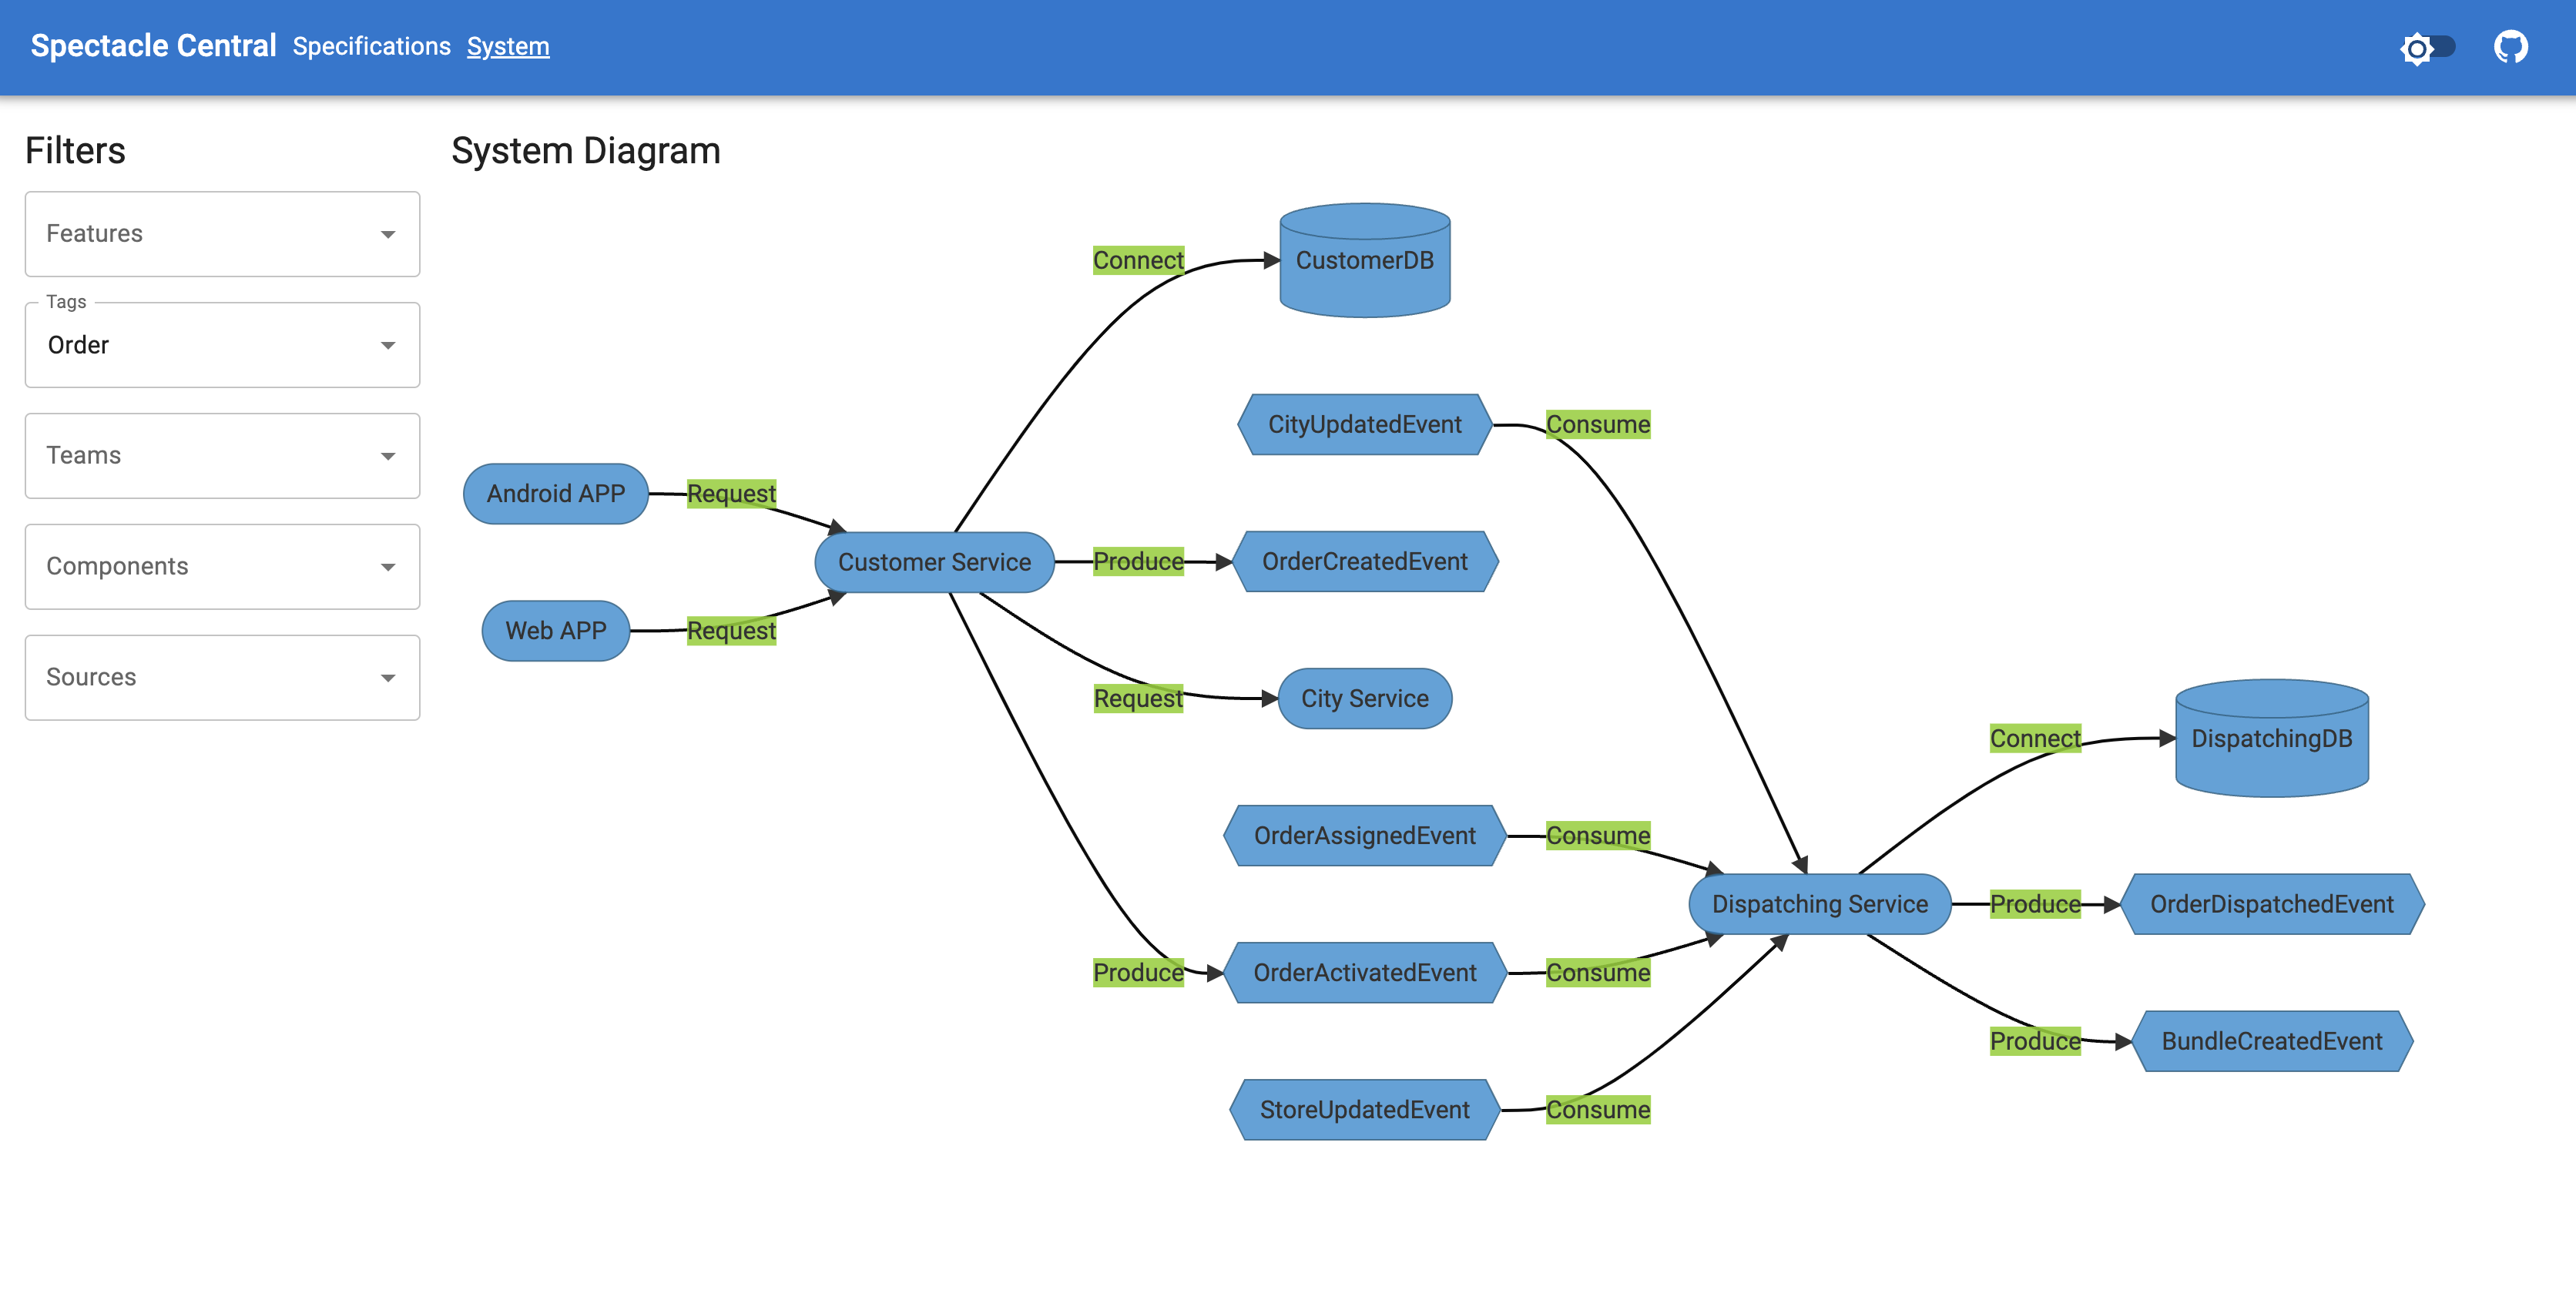 Spectacle Central Specifications System
Filters
Features
Tags
Order
Teams
Components
Sources
System Diagram
Connect
CustomerDB
CityUpdatedEvent
Consume
Android APP
Request
Customer Service
Produce
OrderCreatedEvent
Web APP
Request
Request
City Service
Connect
DispatchingDB
OrderAssignedEvent
Consume
Dispatching Service
Produce
OrderDispatchedEvent
Produce
OrderActivatedEvent
Consume
Produce
BundleCreatedEvent
StoreUpdatedEvent
Consume